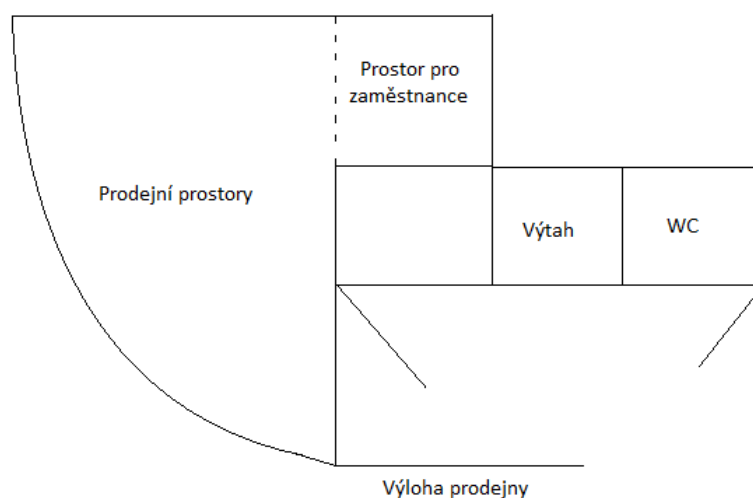 Prostor pro
zaměstnance
Prodejní prostory
Výtah
WC
Výloha prodejny